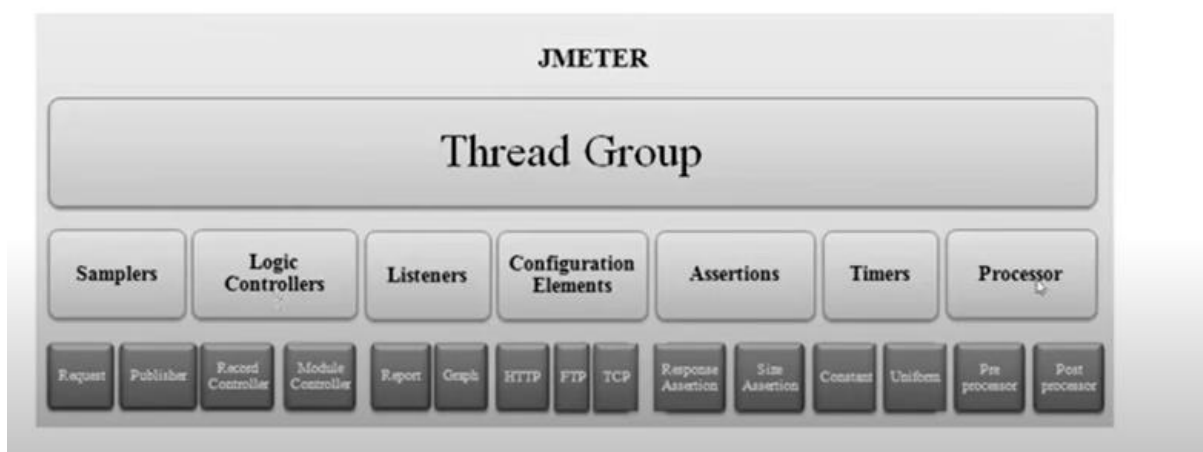 JMETER
Thread Group
Samplers
Logic
Controllers
Listeners
Configuration
Elements
Assertions
Timers
Processor
Request
Publisher
Record
Controller
Module
Controller
Report
Graph
HTTP
FTP
TCP
Response
Assertion
Size
Assertion
Constant
Uniform
Pre
processor
Post
processor